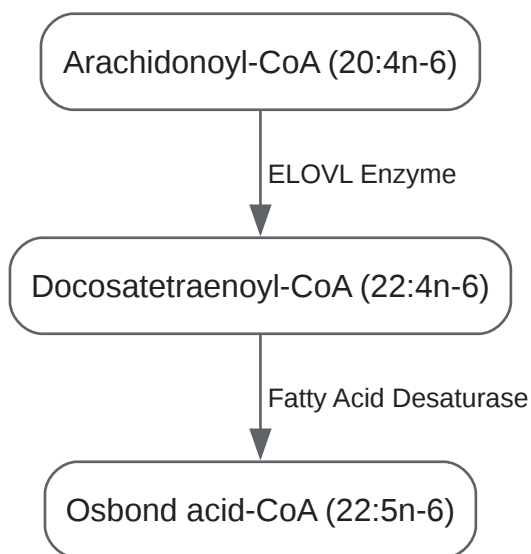 Arachidonoyl-CoA (20:4n-6)
ELOVL Enzyme
Docosatetraenoyl-CoA (22:4n-6)
Fatty Acid Desaturase
Osbond acid-CoA (22:5n-6)